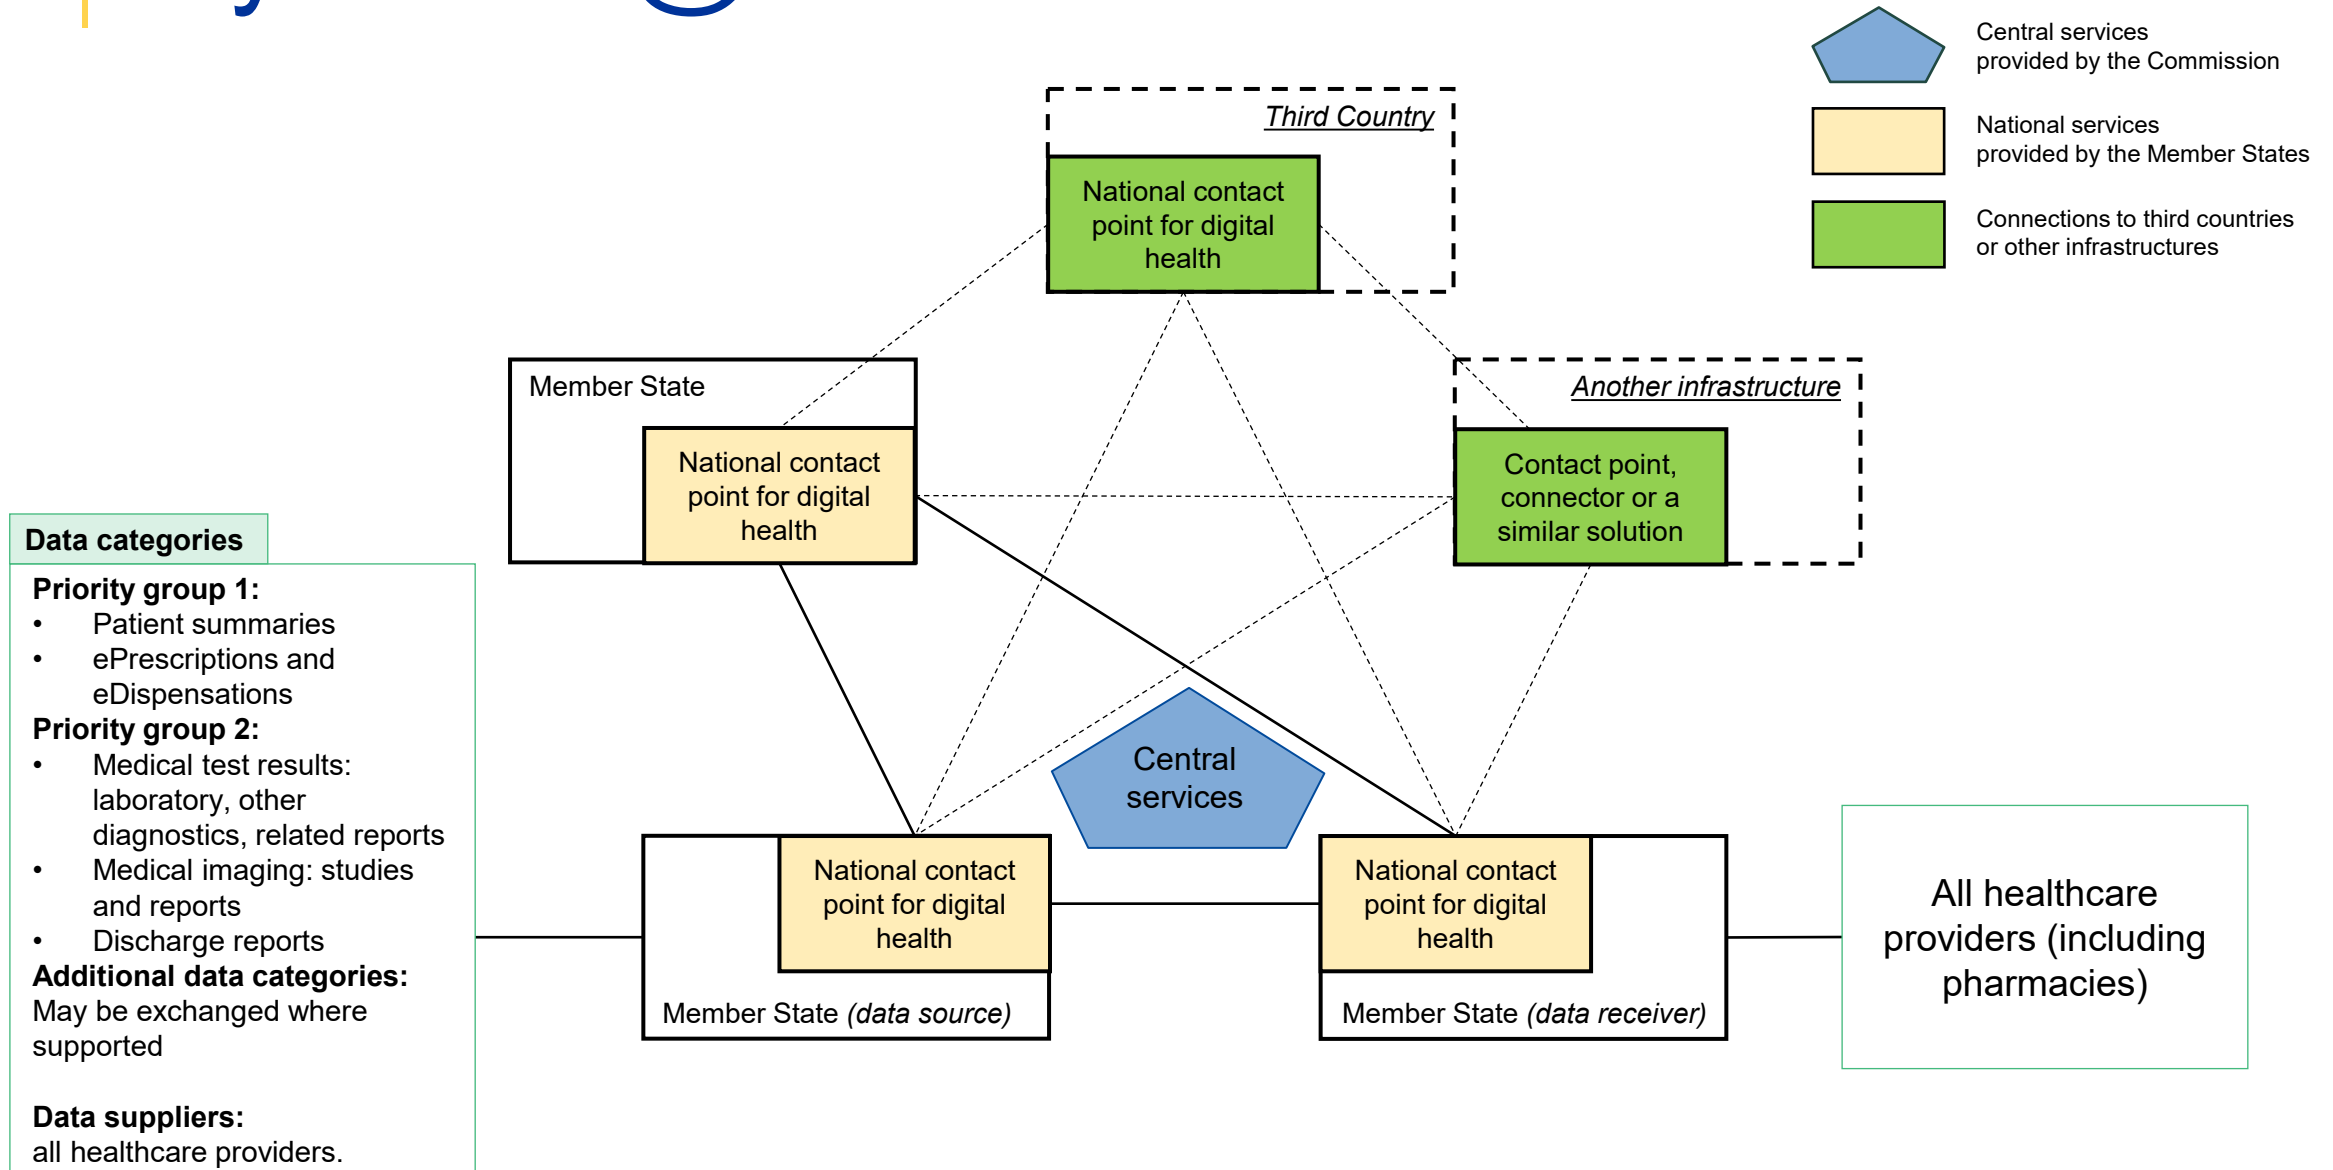 Central services
provided by the Commission
National services
provided by the Member States
Connections to third countries
or other infrastructures
Third Country
National contact
point for digital
health
Member State
National contact
point for digital
health
Another infrastructure
Contact point,
connector or a
similar solution
Data categories
Priority group 1:
• Patient summaries
• ePrescriptions and
eDispensations
Priority group 2:
• Medical test results:
laboratory, other
diagnostics, related reports
• Medical imaging: studies
and reports
• Discharge reports
Additional data categories:
May be exchanged where
supported
Data suppliers:
all healthcare providers.
Central
services
National contact
point for digital
health
Member State (data source)
National contact
point for digital
health
Member State (data receiver)
All healthcare
providers (including
pharmacies)